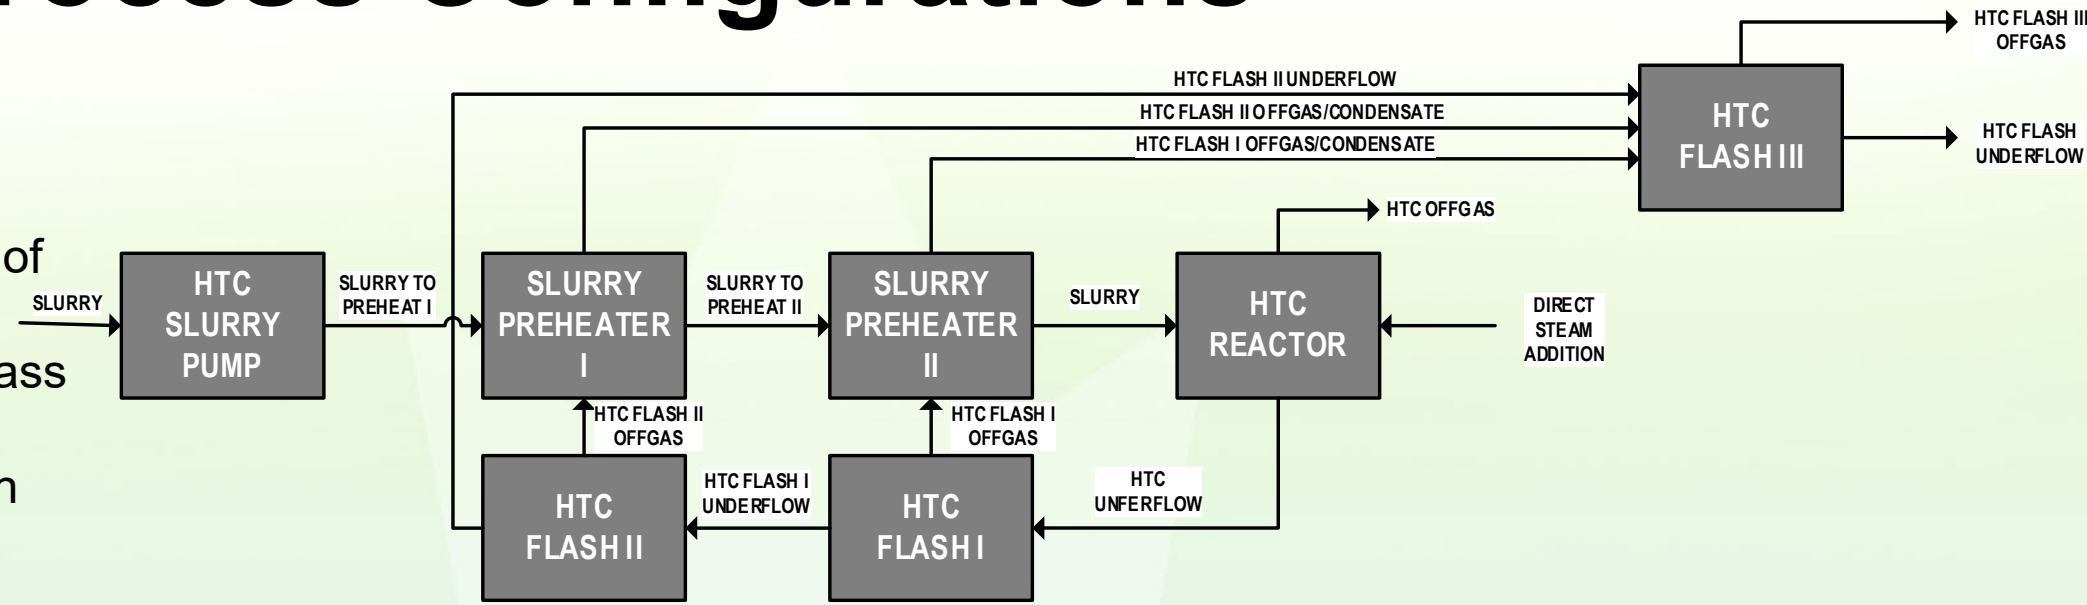 Process Configurations
HTC FLASH III
OFFGAS
HTC FLASH II UNDERFLOW
HTC FLASH II OFFGAS/CONDENSATE
HTC FLASH I OFFGAS/CONDENSATE
HTC
FLASH III
HTC FLASH
UNDERFLOW
HTC OFFGAS
of
SLURRY
HTC
SLURRY
PUMP
SLURRY TO
PREHEAT I
SLURRY
PREHEATER
I
SLURRY TO
PREHEAT II
SLURRY
PREHEATER
II
SLURRY
HTC
REACTOR
DIRECT
STEAM
ADDITION
ass
HTC FLASH II
OFFGAS
HTC FLASH I
OFFGAS
n
HTC
FLASH II
HTC FLASH I
UNDERFLOW
HTC
FLASH I
HTC
UNFERFLOW